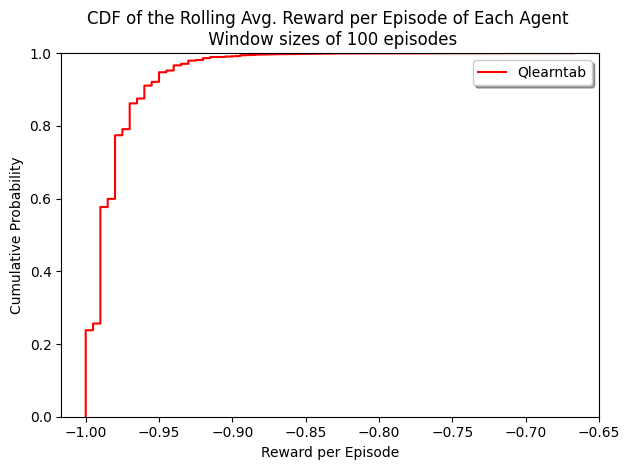 CDF of the Rolling Avg. Reward per Episode of Each Agent
Window sizes of 100 episodes
Qlearntab
Cumulative Probability
1.0
0.8
0.6
0.4
0.2
0.0
−1.00 −0.95 −0.90 −0.85 −0.80 −0.75 −0.70 −0.65
Reward per Episode